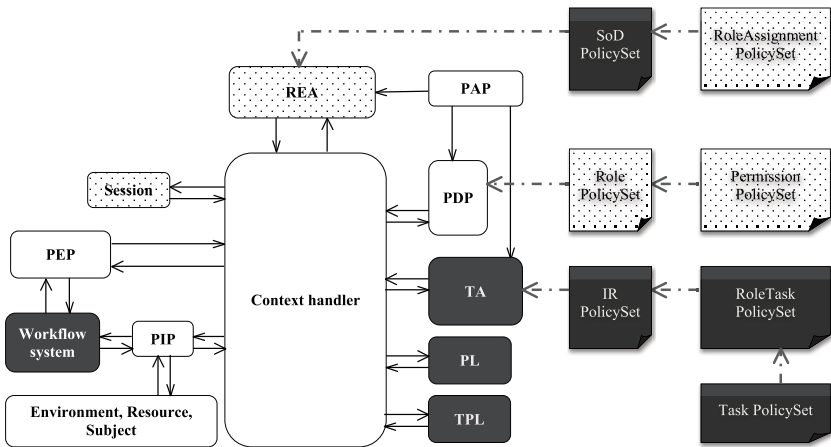 SoD
PolicySet
RoleAssignment
PolicySet
REA
PAP
Session
PDP
Role
PolicySet
Permission
PolicySet
PEP
Context handler
TA
IR
PolicySet
RoleTask
PolicySet
Workflow
system
PIP
PL
Environment, Resource,
Subject
TPL
Task PolicySet